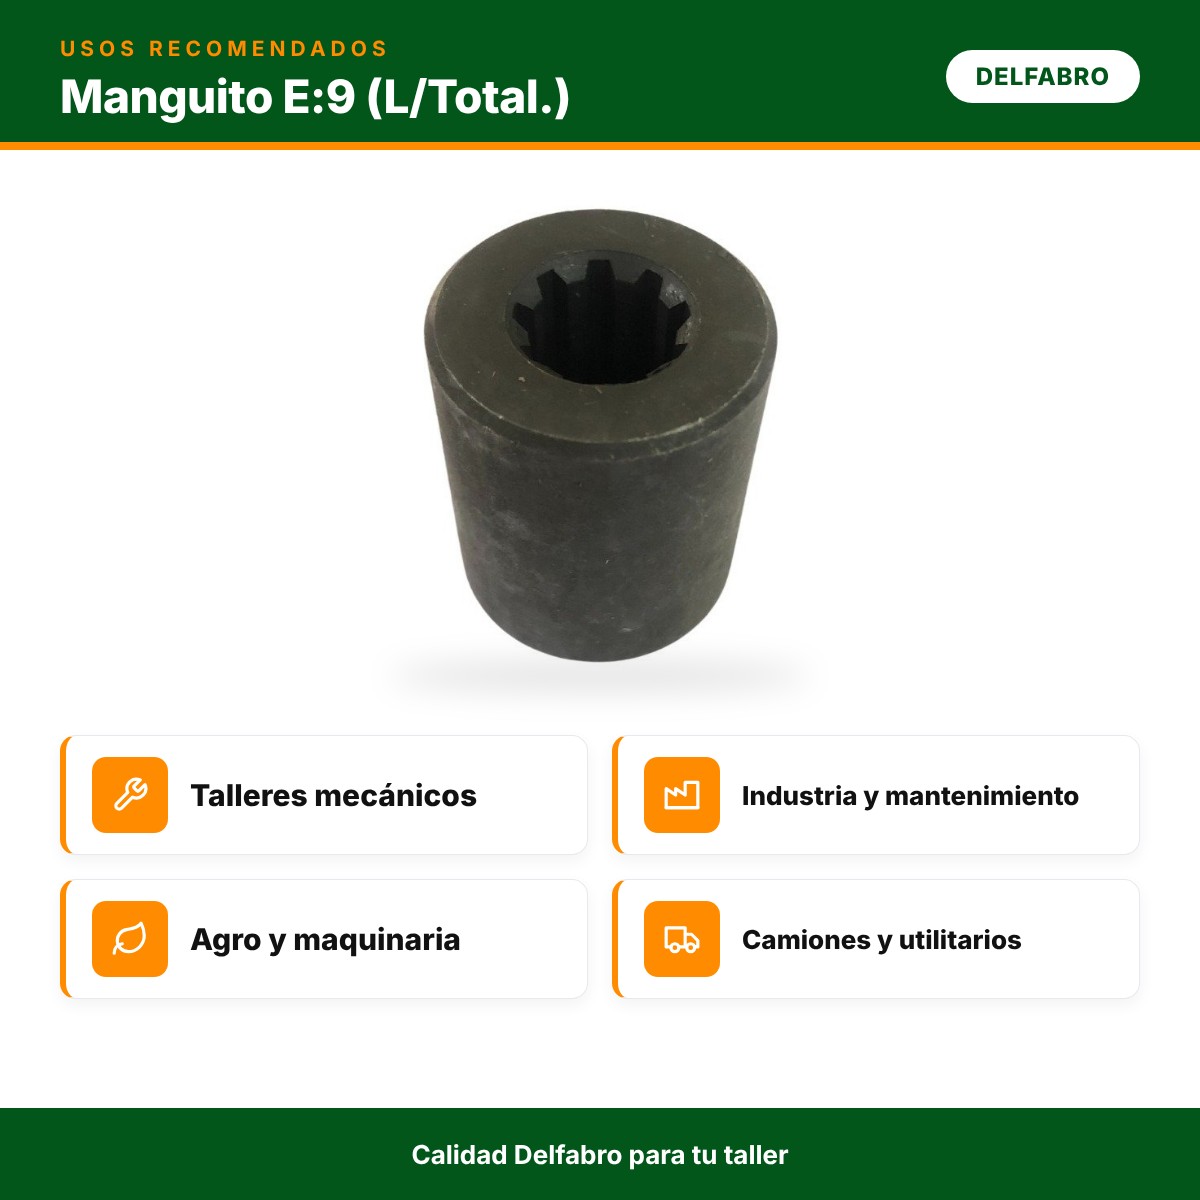 USOS RECOMENDADOS
Manguito E:9 (L/Total.)
DELFABRO
Talleres mecánicos
Industria y mantenimiento
Agro y maquinaria
Camiones y utilitarios
Calidad Delfabro para tu taller